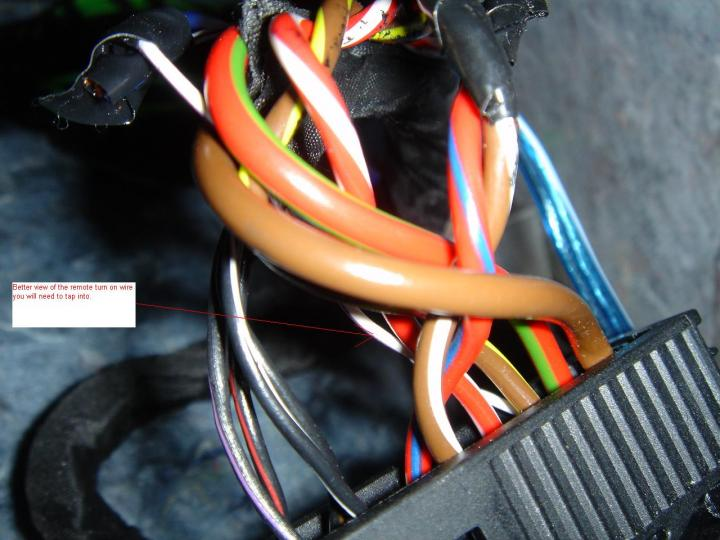 Better view of the remote turn on wire
you will need to tap into.